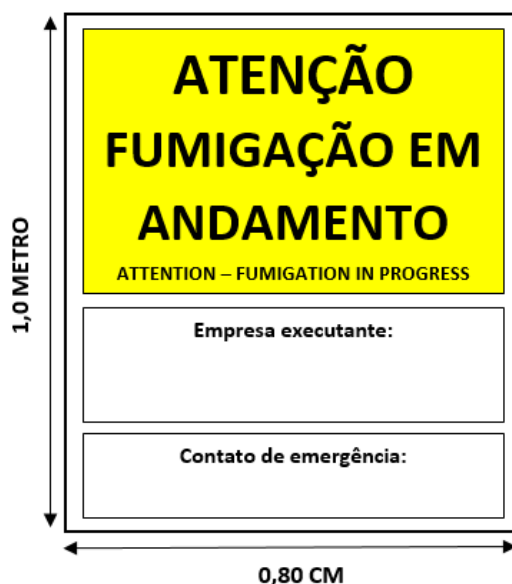 ATENÇÃO
FUMIGAÇÃO EM
ANDAMENTO
ATTENTION – FUMIGATION IN PROGRESS
1,0 METRO
Empresa executante:
Contato de emergência:
0,80 CM